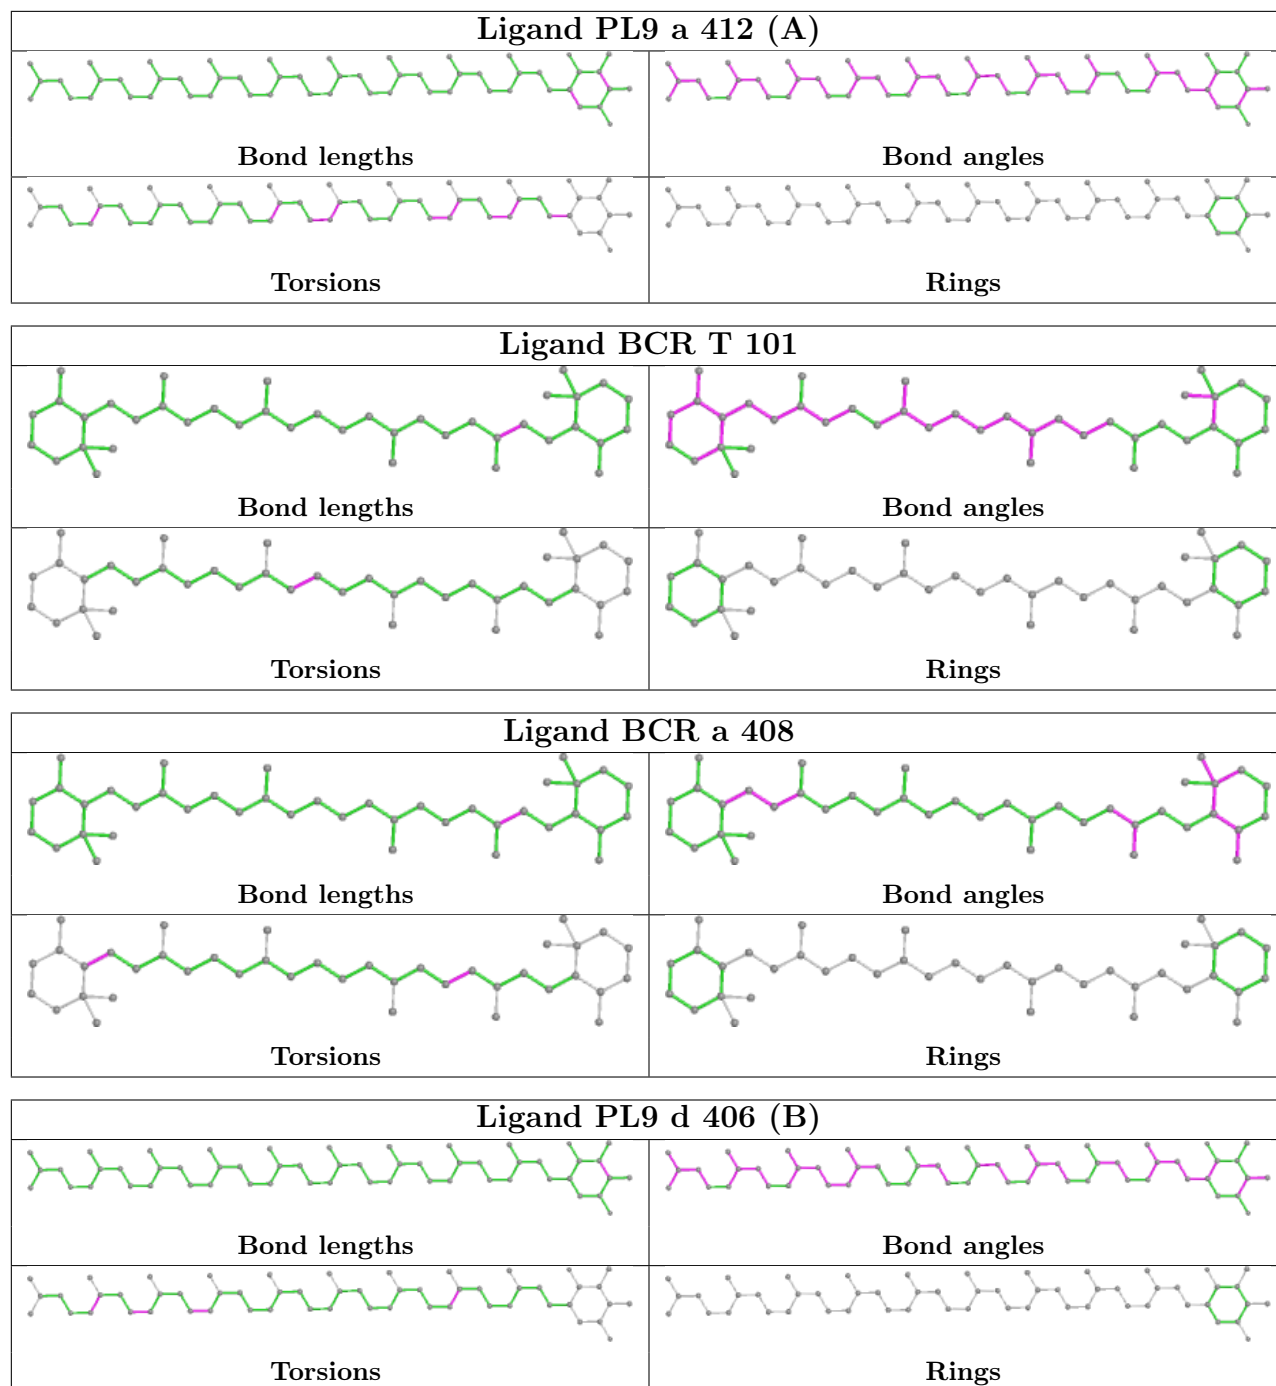 Ligand PL9 a 412 (A)
Bond lengths
Bond angles
Torsions
Rings
Ligand BCR T 101
Bond lengths
Bond angles
Torsions
Rings
Ligand BCR a 408
Bond lengths
Bond angles
Torsions
Rings
Ligand PL9 d 406 (B)
Bond lengths
Bond angles
Torsions
Rings